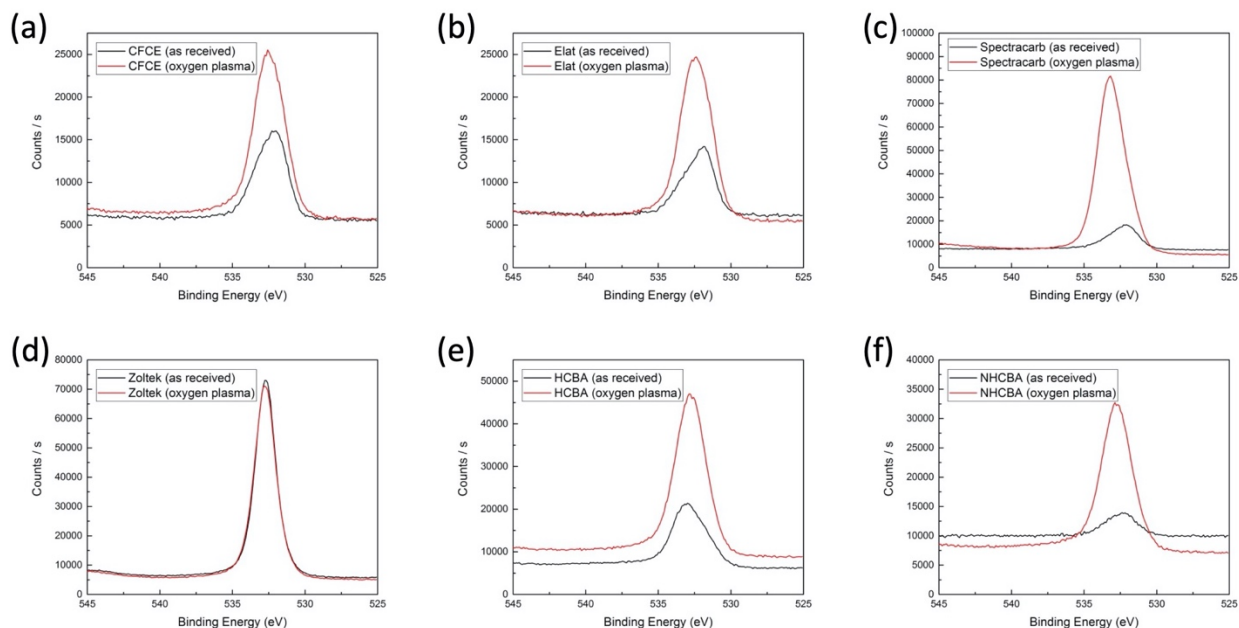 (a)
CFCE (as received)
CFCE (oxygen plasma)
25000
20000
15000
10000
5000
0
Counts / s
545
540
535
530
525
Binding Energy (eV)
(b)
Elat (as received)
Elat (oxygen plasma)
25000
20000
15000
10000
5000
0
Counts / s
545
540
535
530
525
Binding Energy (eV)
(c)
Spectracarb (as received)
Spectracarb (oxygen plasma)
100000
90000
80000
70000
60000
50000
40000
30000
20000
10000
0
Counts / s
545
540
535
530
525
Binding Energy (eV)
(d)
Zoltek (as received)
Zoltek (oxygen plasma)
80000
70000
60000
50000
40000
30000
20000
10000
0
Counts / s
545
540
535
530
525
Binding Energy (eV)
(e)
HCBA (as received)
HCBA (oxygen plasma)
50000
40000
30000
20000
10000
0
Counts / s
545
540
535
530
525
Binding Energy (eV)
(f)
NHCBA (as received)
NHCBA (oxygen plasma)
40000
35000
30000
25000
20000
15000
10000
5000
0
Counts / s
545
540
535
530
525
Binding Energy (eV)